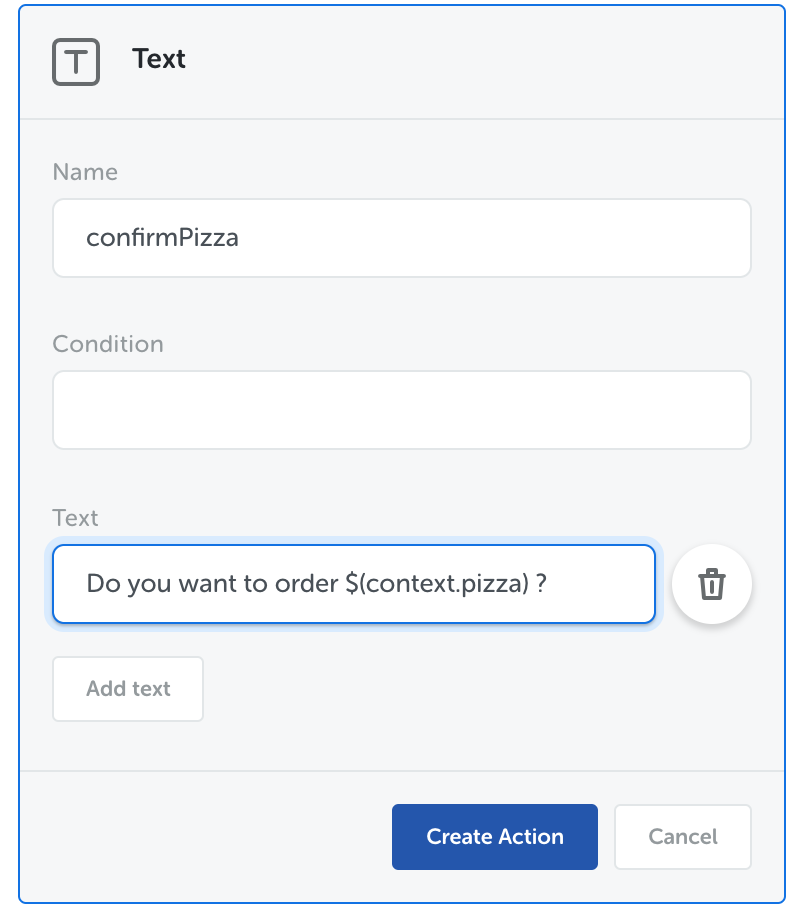 T
Text
Name
confirmPizza
Condition
Text
Do you want to order $(context.pizza) ?
Add text
Create Action
Cancel